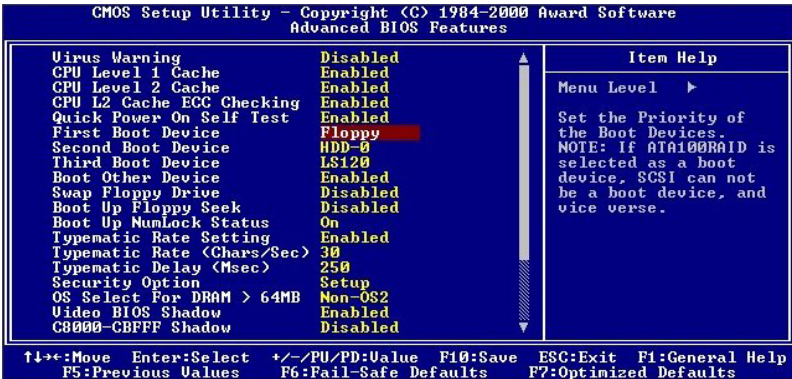 CMOS Setup Utility - Copyright (C) 1984-2000 Award Software
Advanced BIOS Features
Virus Warning Disabled
CPU Level 1 Cache Enabled
CPU Level 2 Cache Enabled
CPU L2 Cache ECC Checking Enabled
Quick Power On Self Test Enabled
First Boot Device Floppy
Second Boot Device HDD-0
Third Boot Device LS120
Boot Other Device Enabled
Swap Floppy Drive Disabled
Boot Up Floppy Seek Disabled
Boot Up NumLock Status On
Typematic Rate Setting Enabled
Typematic Rate (Chars/Sec) 30
Typematic Delay (Msec) 250
Security Option Setup
OS Select For DRAM > 64MB Non-OS2
Video BIOS Shadow Enabled
C8000-CBFFF Shadow Disabled
Item Help
Menu Level ►
Set the Priority of
the Boot Devices.
NOTE: If ATA100RAID is
selected as a boot
device, SCSI can not
be a boot device, and
vice verse.
↑↓→←:Move Enter:Select +/-/PU/PD:Value F10:Save ESC:Exit F1:General Help
F5:Previous Values F6:Fail-Safe Defaults F7:Optimized Defaults